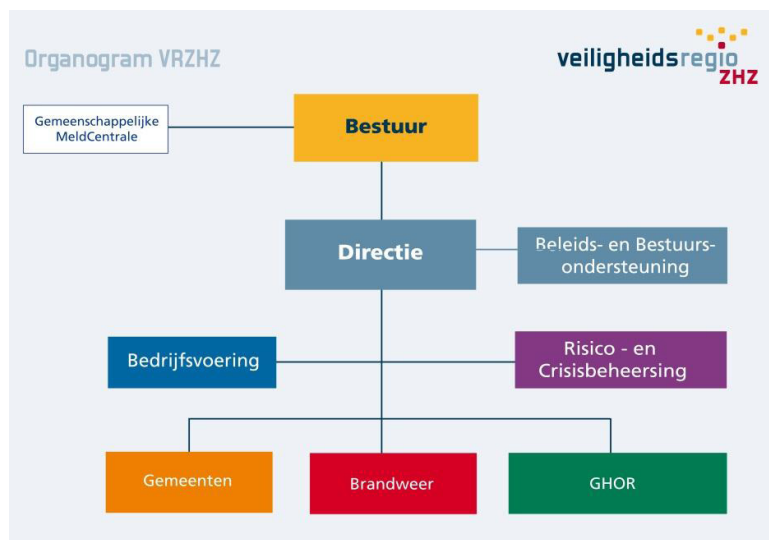 Organogram VRZHZ
veiligheidsregio
ZHZ
Gemeenschappelijke
MeldCentrale
Bestuur
Directie
Beleids- en Bestuurs-
ondersteuning
Bedrijfsvoering
Risico - en
Crisisbeheersing
Gemeenten
Brandweer
GHOR